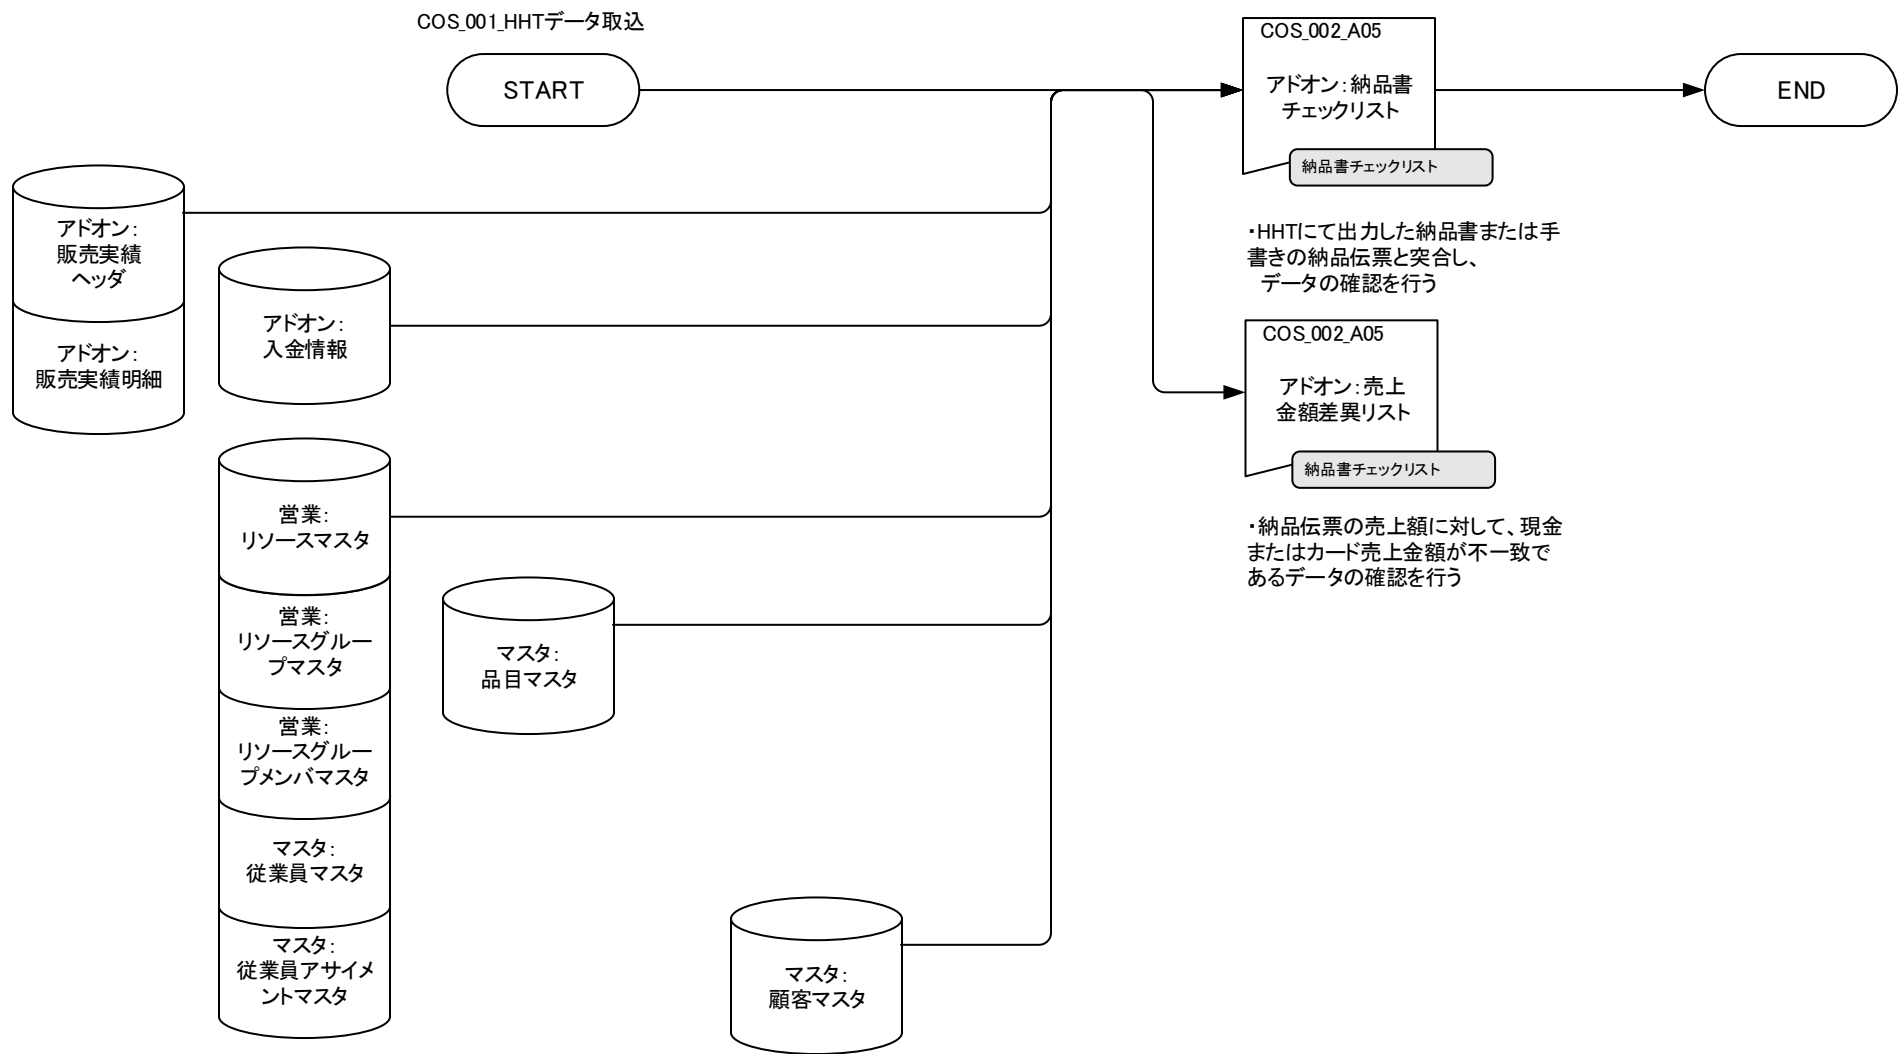 COS_001_HHTデータ取込
START
COS_002_A05
アドオン：納品書
チェックリスト
納品書チェックリスト
END
・HHTにて出力した納品書または手
書きの納品伝票と突合し、
データの確認を行う
アドオン：
販売実績
ヘッダ
アドオン：
販売実績明細
アドオン：
入金情報
COS_002_A05
アドオン：売上
金額差異リスト
納品書チェックリスト
・納品伝票の売上額に対して、現金
またはカード売上金額が不一致で
あるデータの確認を行う
営業：
リソースマスタ
営業：
リソースグルー
プマスタ
営業：
リソースグルー
プメンバマスタ
マスタ：
従業員マスタ
マスタ：
従業員アサイメ
ントマスタ
マスタ：
品目マスタ
マスタ：
顧客マスタ